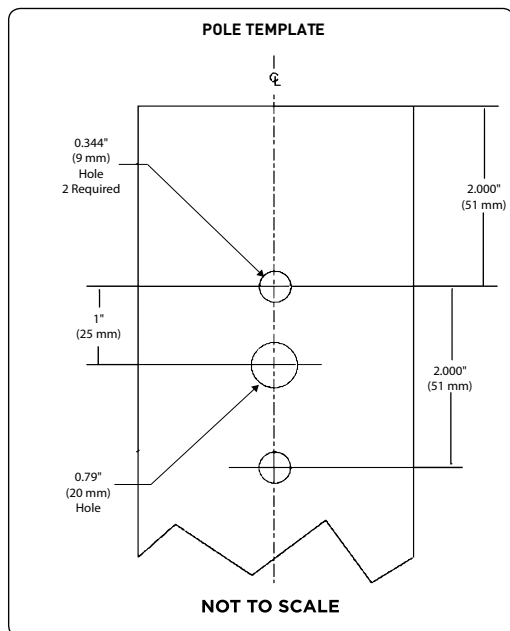 POLE TEMPLATE
℄
0.344"
(9 mm)
Hole
2 Required
2.000"
(51 mm)
1"
(25 mm)
2.000"
(51 mm)
0.79"
(20 mm)
Hole
NOT TO SCALE